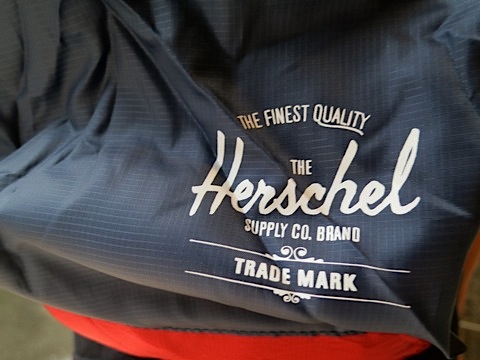 THE FINEST QUALITY
THE
Herschel
SUPPLY CO. BRAND
TRADE MARK